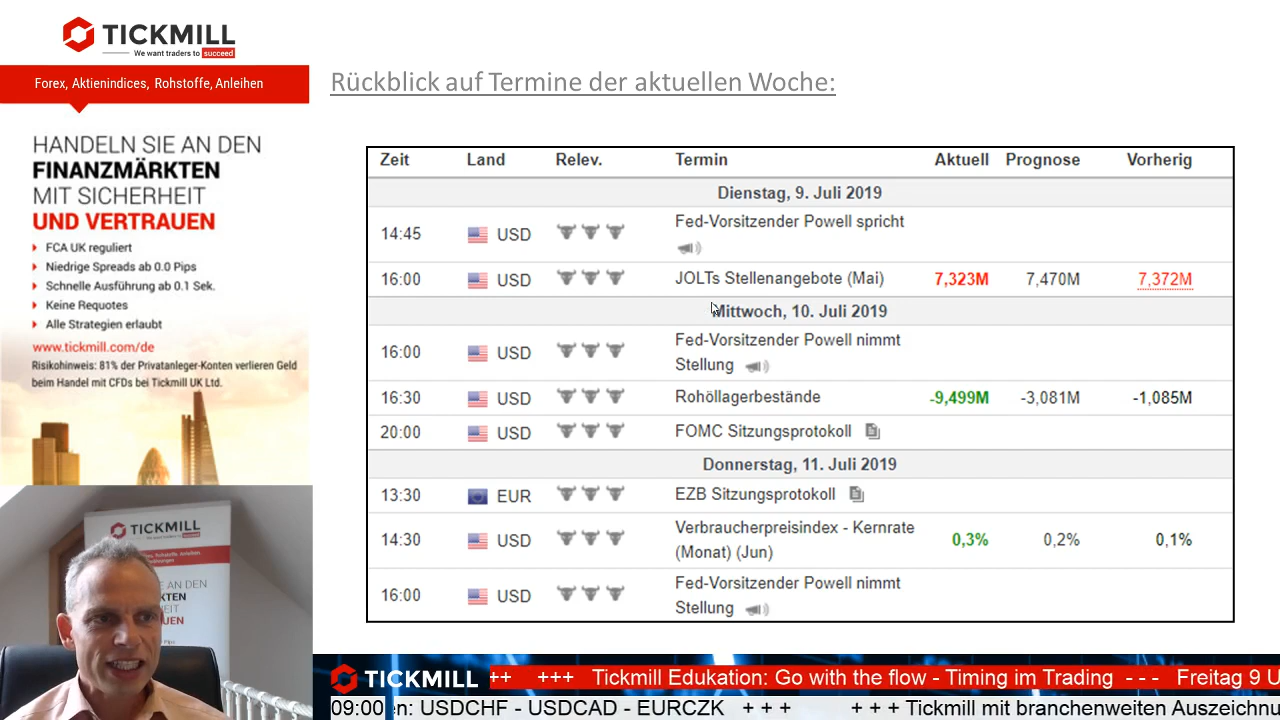 TICKMILL
We want traders to succeed
Forex, Aktienindices, Rohstoffe, Anleihen
HANDELN SIE AN DEN
FINANZMÄRKTEN
MIT SICHERHEIT
UND VERTRAUEN
FCA UK reguliert
Niedrige Spreads ab 0.0 Pips
Schnelle Ausführung ab 0.1 Sek.
Keine Requotes
Alle Strategien erlaubt
www.tickmill.com/de
Risikohinweis: 81% der Privatanleger-Konten verlieren Geld
beim Handel mit CFDs bei Tickmill UK Ltd.
Rückblick auf Termine der aktuellen Woche:
Zeit Land Relev. Termin Aktuell Prognose Vorherig
Dienstag, 9. Juli 2019
14:45 USD Fed-Vorsitzender Powell spricht
16:00 USD JOLTs Stellenangebote (Mai) 7,323M 7,470M 7,372M
Mittwoch, 10. Juli 2019
16:00 USD Fed-Vorsitzender Powell nimmt
Stellung
16:30 USD Rohöllagerbestände -9,499M -3,081M -1,085M
20:00 USD FOMC Sitzungsprotokoll
Donnerstag, 11. Juli 2019
13:30 EUR EZB Sitzungsprotokoll
14:30 USD Verbraucherpreisindex - Kernrate
(Monat) (Jun) 0,3% 0,2% 0,1%
16:00 USD Fed-Vorsitzender Powell nimmt
Stellung
TICKMILL
SIE AN DEN
TICKMILL ++ +++ Tickmill Edukation: Go with the flow - Timing im Trading - - - Freitag 9 U
09:00 en: USDCHF - USDCAD - EURCZK + + + + + + Tickmill mit branchenweiten Auszeichnu